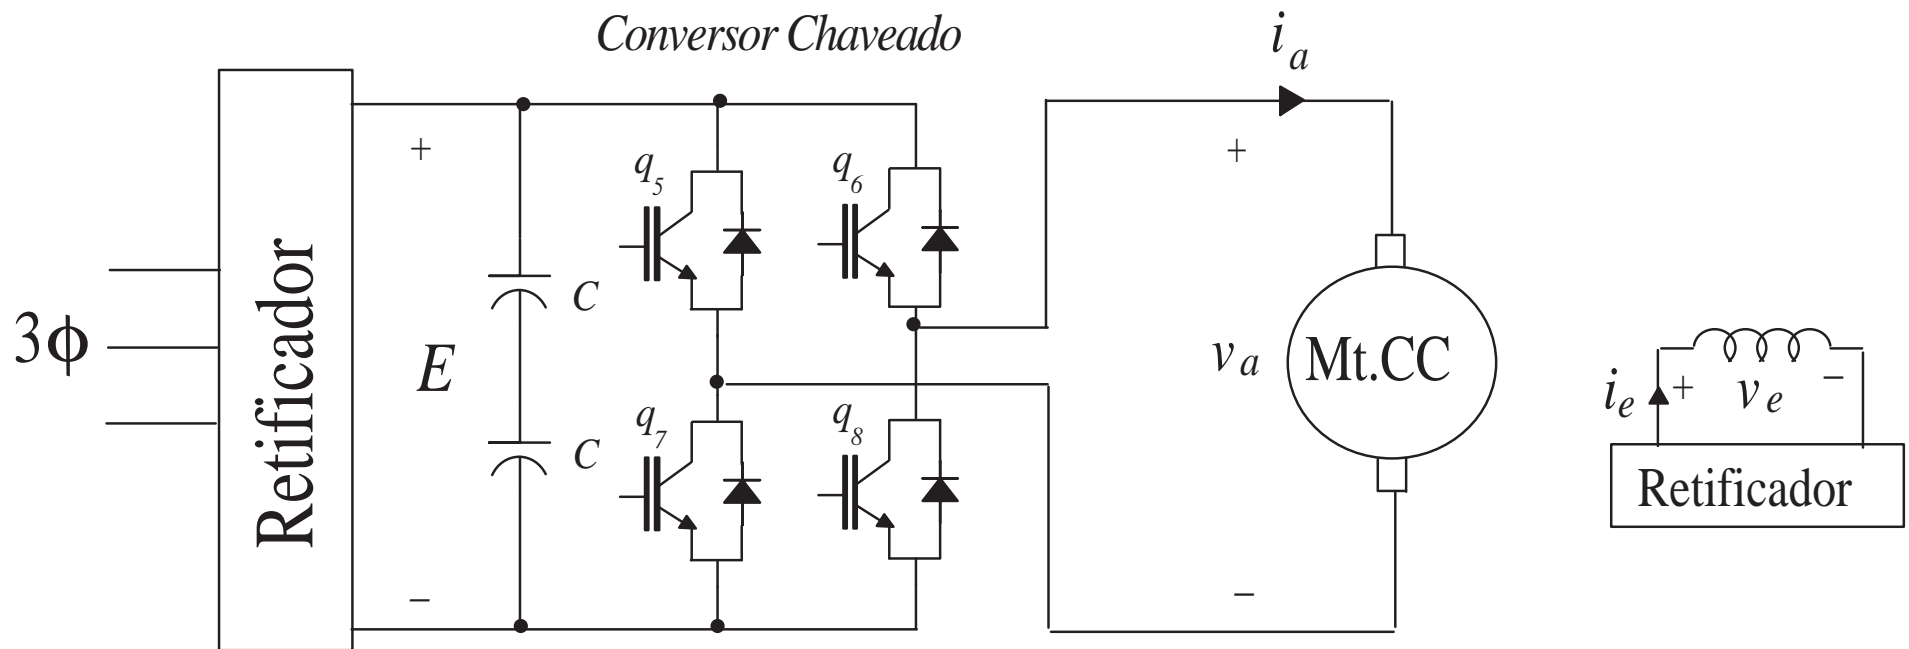 Conversor Chaveado
i_a
+
+
q_5
q_6
Retificador
C
3ϕ
E
v_a
Mt.CC
i_e
+
v_e
−
q_7
q_8
C
Retificador
−
−